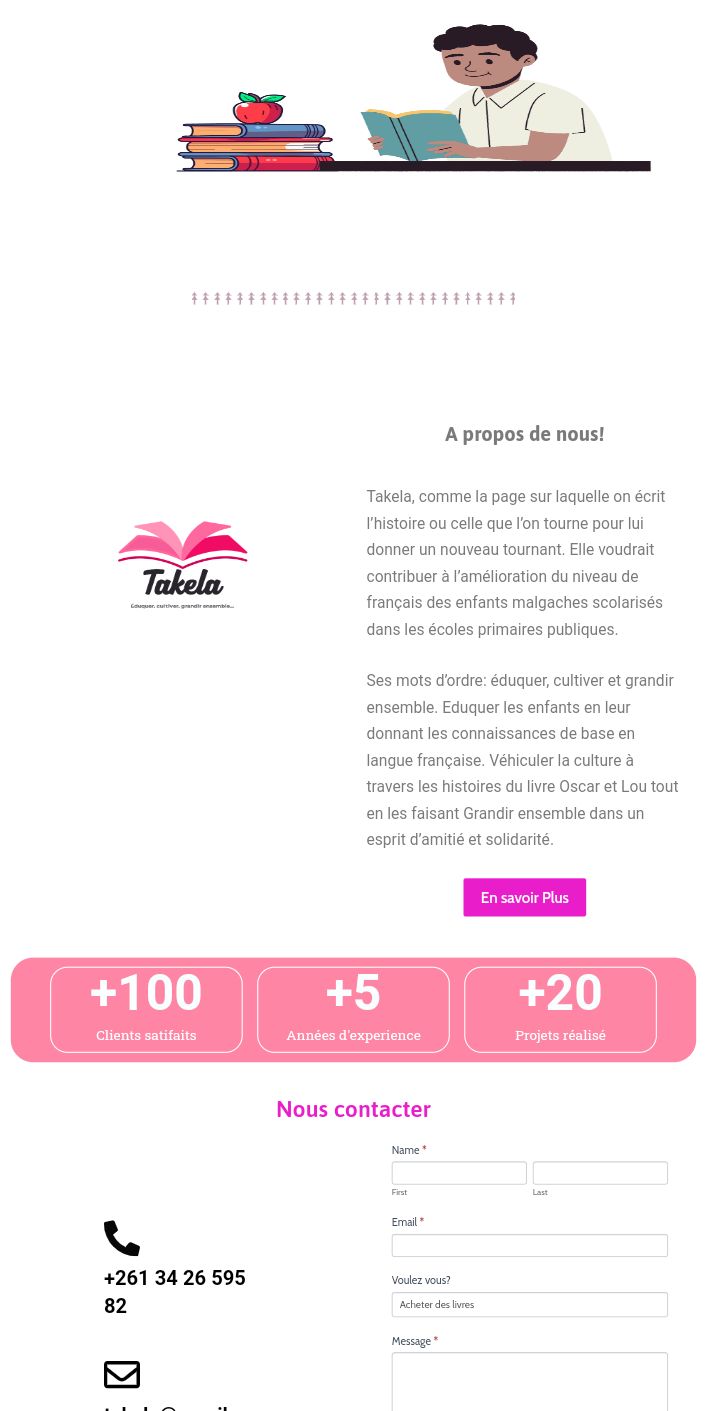 A propos de nous!
Takela
Eduquer, cultiver, grandir ensemble...
Takela, comme la page sur laquelle on écrit
l’histoire ou celle que l’on tourne pour lui
donner un nouveau tournant. Elle voudrait
contribuer à l’amélioration du niveau de
français des enfants malgaches scolarisés
dans les écoles primaires publiques.
Ses mots d’ordre: éduquer, cultiver et grandir
ensemble. Eduquer les enfants en leur
donnant les connaissances de base en
langue française. Véhiculer la culture à
travers les histoires du livre Oscar et Lou tout
en les faisant Grandir ensemble dans un
esprit d’amitié et solidarité.
En savoir Plus
+100
Clients satifaits
+5
Années d'experience
+20
Projets réalisé
Nous contacter
+261 34 26 595
82
Name *
First
Last
Email *
Voulez vous?
Acheter des livres
Message *